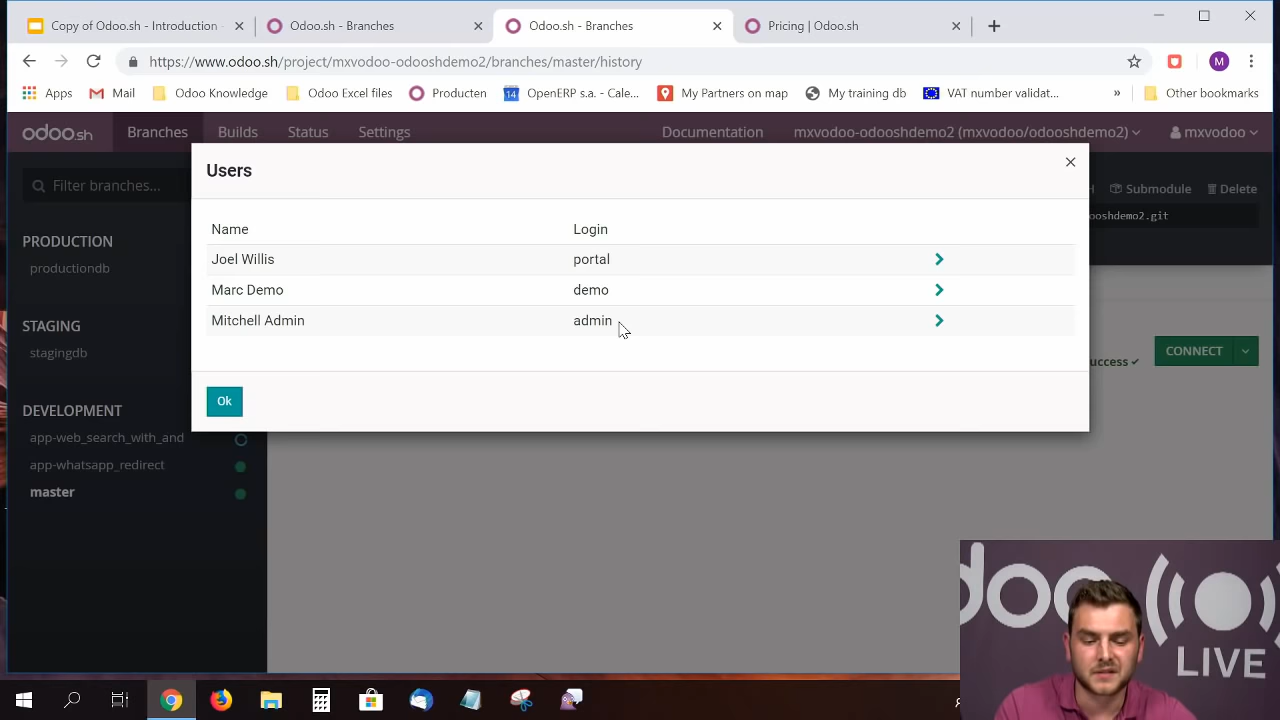 Copy of Odoo.sh - Introduction
Odoo.sh - Branches
Odoo.sh - Branches
Pricing | Odoo.sh
https://www.odoo.sh/project/mxvodoo-odooshdemo2/branches/master/history
M
Apps
Mail
Odoo Knowledge
Odoo Excel files
Producten
14
OpenERP s.a. - Cale...
My Partners on map
My training db
VAT number validat...
»
Other bookmarks
odoo.sh
Branches
Builds
Status
Settings
Documentation
mxvodoo-odooshdemo2 (mxvodoo/odooshdemo2)
mxvodoo
Filter branches...
Users
H
Submodule
Delete
ooshdemo2.git
Name
Login
PRODUCTION
productiondb
Joel Willis
portal
Marc Demo
demo
Mitchell Admin
admin
STAGING
stagingdb
uccess
CONNECT
Ok
DEVELOPMENT
app-web_search_with_and
app-whatsapp_redirect
master
doo
LIVE